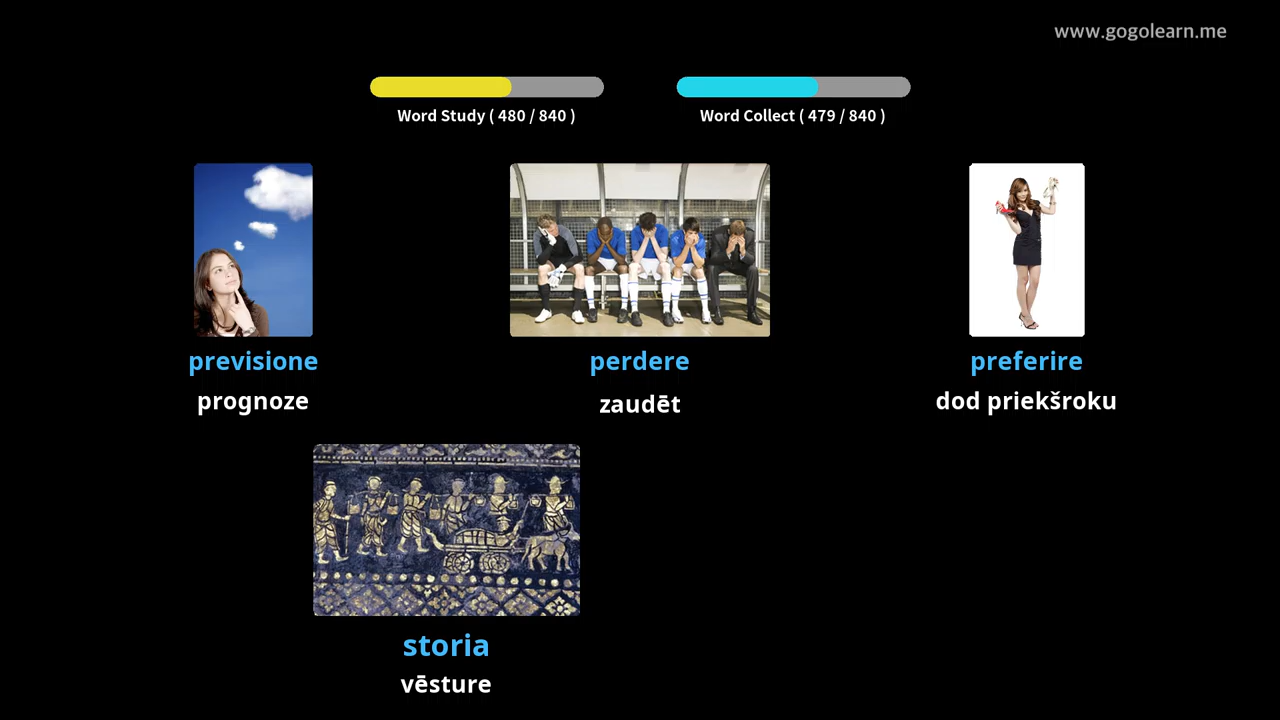 www.gogolearn.me
Word Study ( 480 / 840 )
Word Collect ( 479 / 840 )
previsione
prognoze
perdere
zaudēt
preferire
dod priekšroku
storia
vēsture